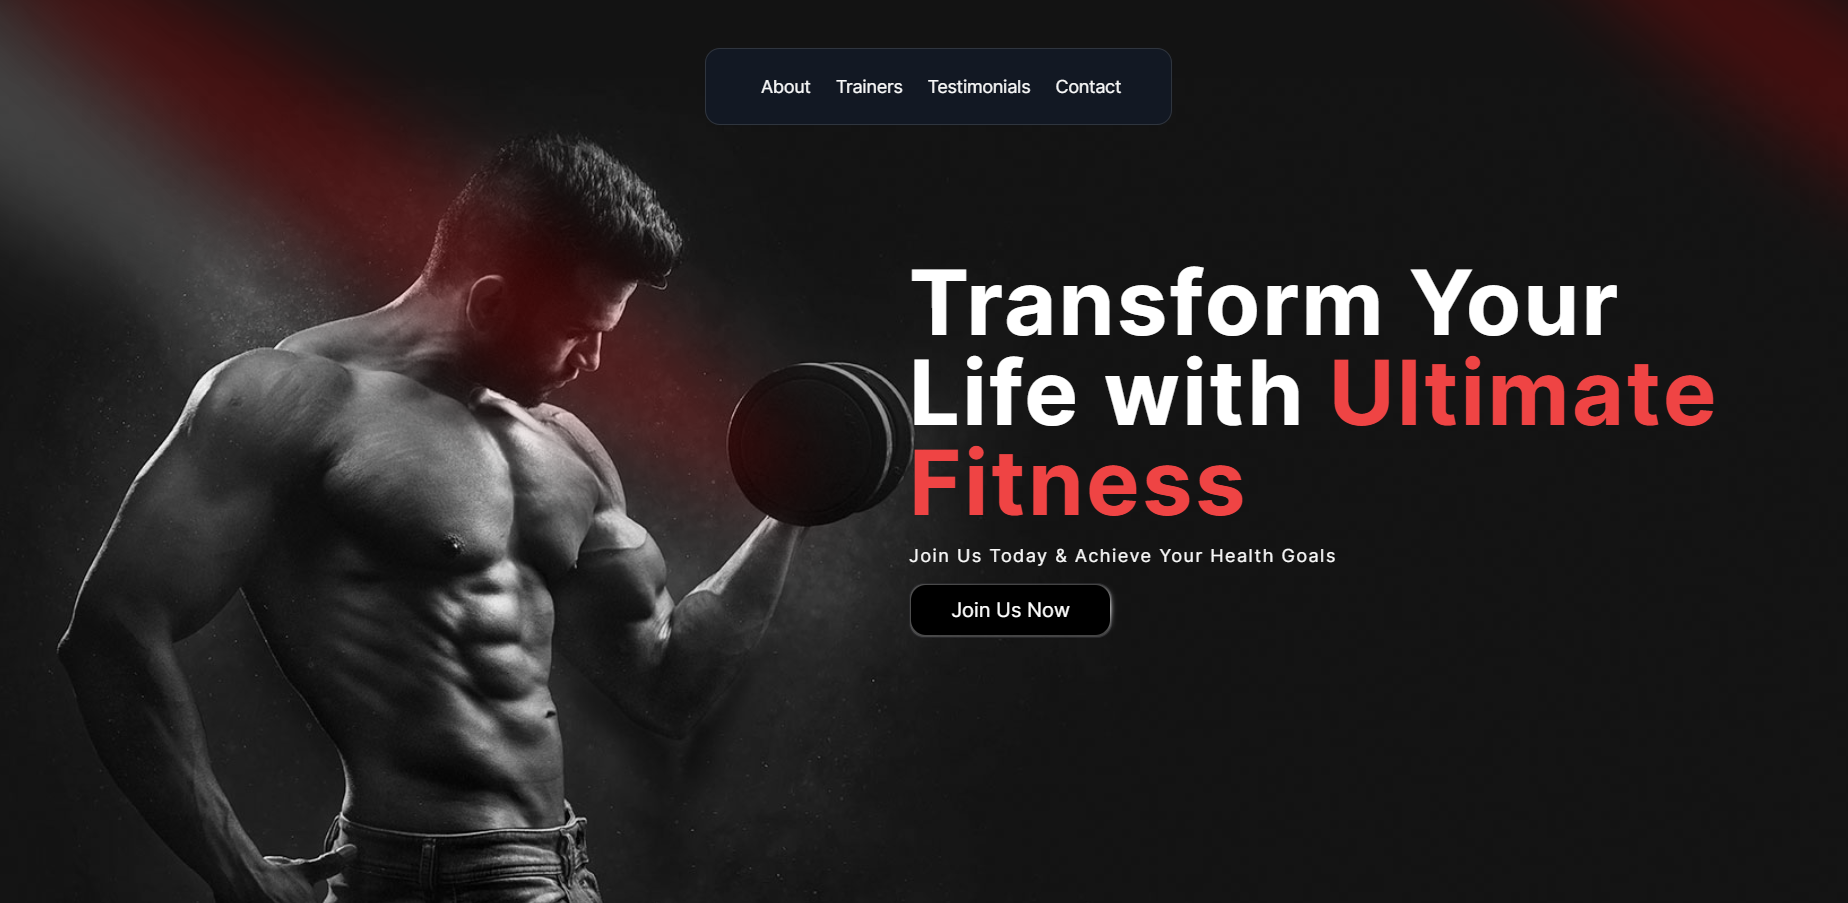 About Trainers Testimonials Contact
Transform Your
Life with Ultimate
Fitness
Join Us Today & Achieve Your Health Goals
Join Us Now